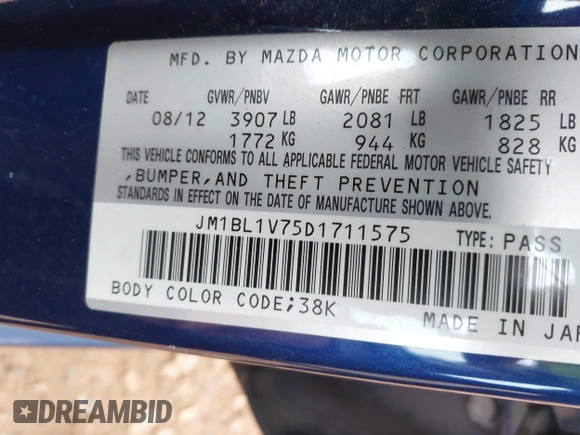 MFD. BY MAZDA MOTOR CORPORATION
DATE GVWR/PNBV GAWR/PNBE FRT GAWR/PNBE RR
08/12 3907 LB 2081 LB 1825 LB
1772 KG 944 KG 828 KG
THIS VEHICLE CONFORMS TO ALL APPLICABLE FEDERAL MOTOR VEHICLE SAFETY
,BUMPER,AND THEFT PREVENTION
STANDARDS IN EFFECT ON THE DATE OF MANUFACTURE SHOWN ABOVE.
JM1BL1V75D1711575 TYPE: PASS
BODY COLOR CODE;38K
MADE IN JAP
DREAMBID